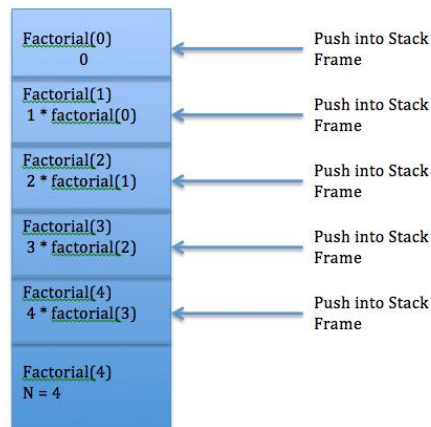 Factorial(0)
0
Push into Stack
Frame
Factorial(1)
1 * factorial(0)
Push into Stack
Frame
Factorial(2)
2 * factorial(1)
Push into Stack
Frame
Factorial(3)
3 * factorial(2)
Push into Stack
Frame
Factorial(4)
4 * factorial(3)
Push into Stack
Frame
Factorial(4)
N = 4